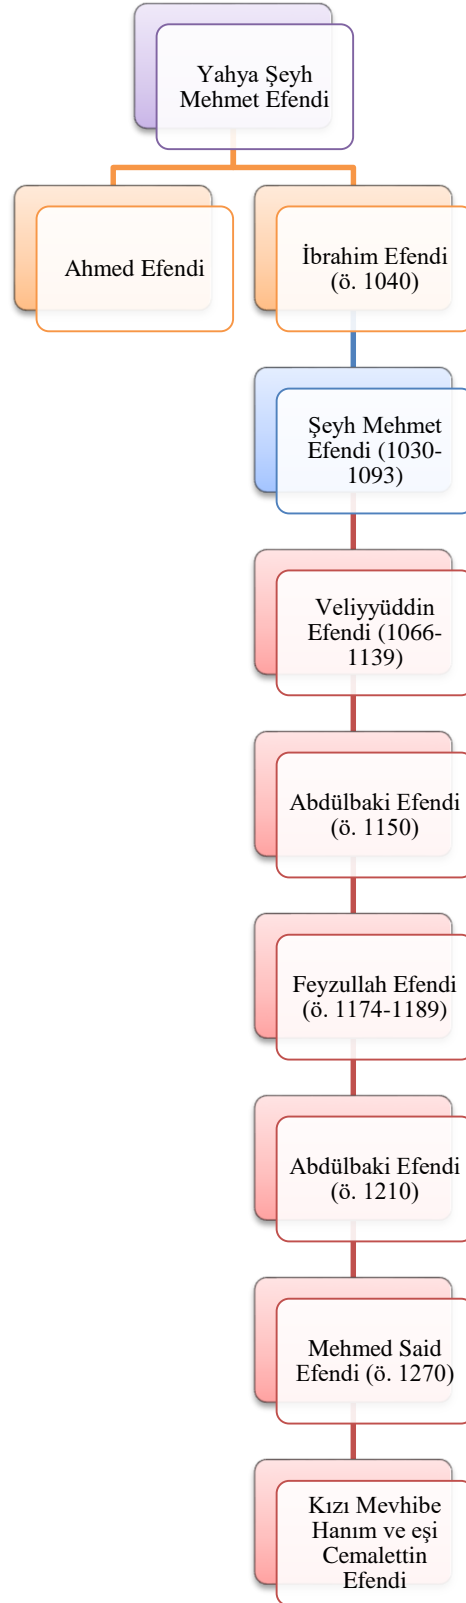 Yahya Şeyh
Mehmet Efendi
Ahmed Efendi
İbrahim Efendi
(ö. 1040)
Şeyh Mehmet
Efendi (1030-
1093)
Veliyyüddin
Efendi (1066-
1139)
Abdülbaki Efendi
(ö. 1150)
Feyzullah Efendi
(ö. 1174-1189)
Abdülbaki Efendi
(ö. 1210)
Mehmed Said
Efendi (ö. 1270)
Kızı Mevhibe
Hanım ve eşi
Cemalettin
Efendi